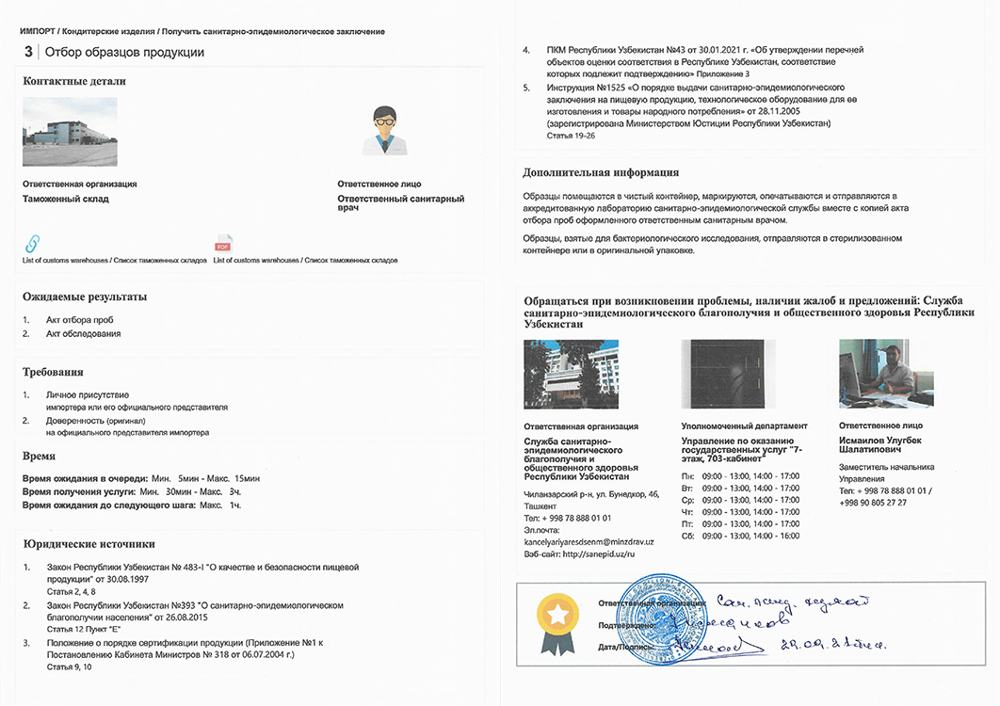 ИМПОРТ / Кондитерские изделия / Получить санитарно-эпидемиологическое заключение
3 | Отбор образцов продукции
Контактные детали
Ответственная организация
Таможенный склад
Ответственное лицо
Ответственный санитарный
врач
PDF
List of customs warehouses / Список таможенных складов
List of customs warehouses / Список таможенных складов
Ожидаемые результаты
1. Акт отбора проб
2. Акт обследования
Требования
1. Личное присутствие
импортера или его официального представителя
2. Доверенность (оригинал)
на официального представителя импортера
Время
Время ожидания в очереди: Мин. 5мин - Макс. 15мин
Время получения услуги: Мин. 30мин - Макс. 3ч.
Время ожидания до следующего шага: Макс. 1ч.
Юридические источники
1. Закон Республики Узбекистан № 483-I "О качестве и безопасности пищевой
продукции" от 30.08.1997
Статьи 2, 4, 8
2. Закон Республики Узбекистан №393 "О санитарно-эпидемиологическом
благополучии населения" от 26.08.2015
Статья 12 Пункт "Е"
3. Положение о порядке сертификации продукции (Приложение №1 к
Постановлению Кабинета Министров № 318 от 06.07.2004 г.)
Статья 9, 10
4. ПКМ Республики Узбекистан №43 от 30.01.2021 г. «Об утверждении перечней
объектов оценки соответствия в Республике Узбекистан, соответствие
которых подлежит подтверждению» Приложение 3
5. Инструкция №1525 «О порядке выдачи санитарно-эпидемиологического
заключения на пищевую продукцию, технологическое оборудование для ее
изготовления и товары народного потребления» от 28.11.2005
(зарегистрирована Министерством Юстиции Республики Узбекистан)
Статья 19-26
Дополнительная информация
Образцы помещаются в чистый контейнер, маркируются, опечатываются и отправляются в
аккредитованную лабораторию санитарно-эпидемиологической службы вместе с копией акта
отбора проб оформленного ответственным санитарным врачом.
Образцы, взятые для бактериологического исследования, отправляются в стерилизованном
контейнере или в оригинальной упаковке.
Обращаться при возникновении проблемы, наличии жалоб и предложений: Служба
санитарно-эпидемиологического благополучия и общественного здоровья Республики
Узбекистан
Ответственная организация
Служба санитарно-
эпидемиологического
благополучия и
общественного здоровья
Республики Узбекистан
Чиланзарский р-н, ул. Бунедкор, 46,
Ташкент
Тел: + 998 78 888 01 01
Эл.почта:
kancelyariyaresdsenm@minzdrav.uz
Вэб-сайт: http://sanepid.uz/ru
Уполномоченный департамент
Управление по оказанию
государственных услуг "7-
этаж, 703-кабинет"
Пн: 09:00 - 13:00, 14:00 - 17:00
Вт: 09:00 - 13:00, 14:00 - 17:00
Ср: 09:00 - 13:00, 14:00 - 17:00
Чт: 09:00 - 13:00, 14:00 - 17:00
Пт: 09:00 - 13:00, 14:00 - 17:00
Сб: 09:00 - 13:00, 14:00 - 16:00
Ответственное лицо
Исмаилов Улугбек
Шалатипович
Заместитель начальника
Управления
Тел: + 998 78 888 01 01 /
+998 90 805 27 27
Ответственная организация:
Подтверждено:
Дата/Подпись: